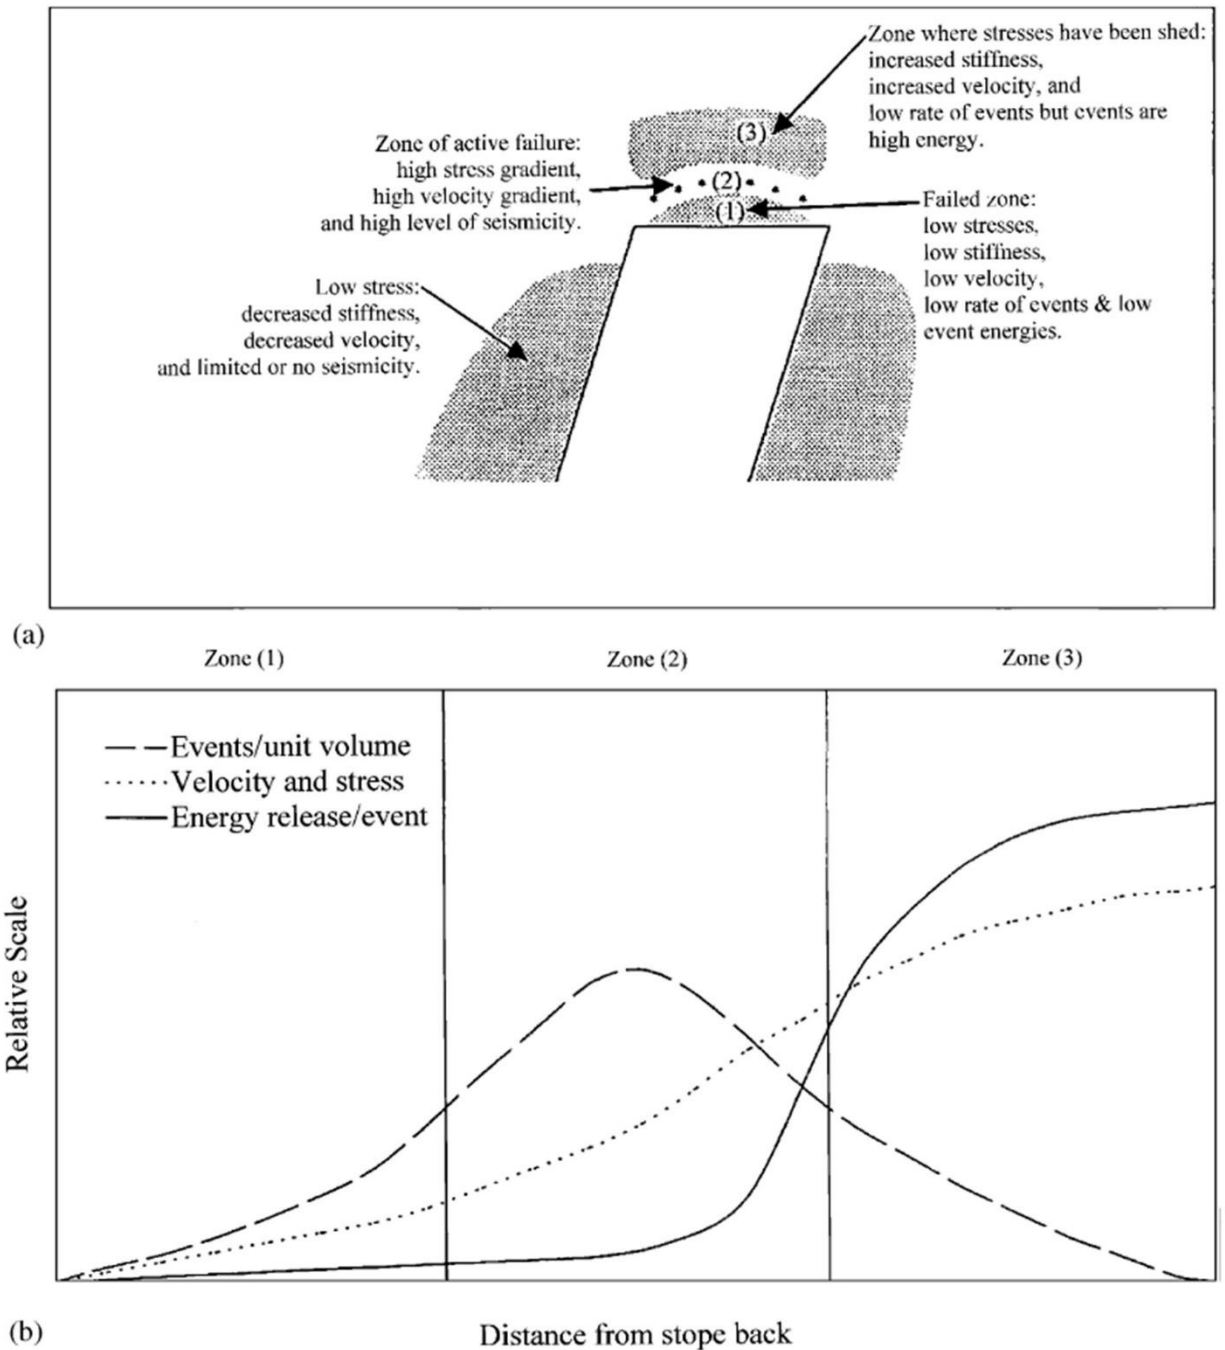 Zone where stresses have been shed:
increased stiffness,
increased velocity, and
low rate of events but events are
high energy.
(3)
Zone of active failure:
high stress gradient,
high velocity gradient,
and high level of seismicity.
(2)
(1)
Failed zone:
low stresses,
low stiffness,
low velocity,
low rate of events & low
event energies.
Low stress:
decreased stiffness,
decreased velocity,
and limited or no seismicity.
(a)
Zone (1) Zone (2) Zone (3)
Events/unit volume
Velocity and stress
Energy release/event
Relative Scale
(b)
Distance from stope back